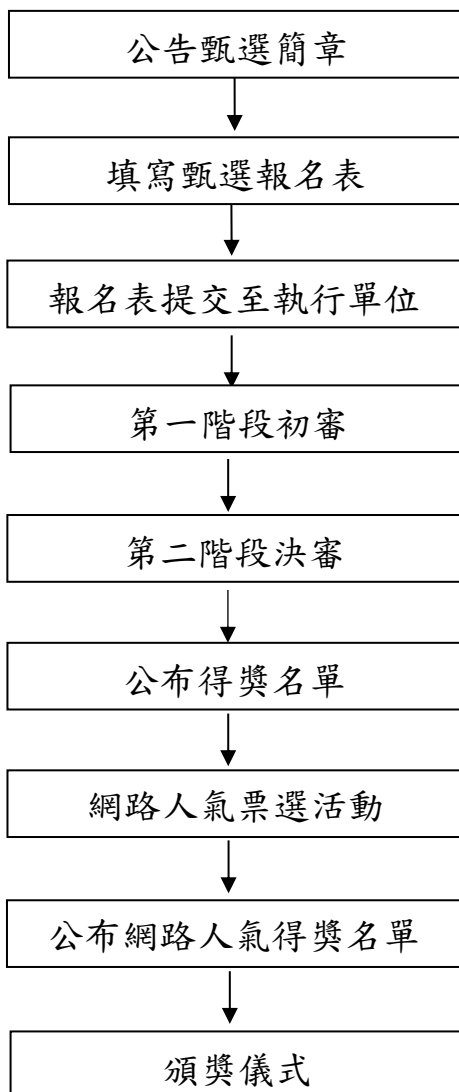 公告甄選簡章
填寫甄選報名表
報名表提交至執行單位
第一階段初審
第二階段決審
公布得獎名單
網路人氣票選活動
公布網路人氣得獎名單
頒獎儀式